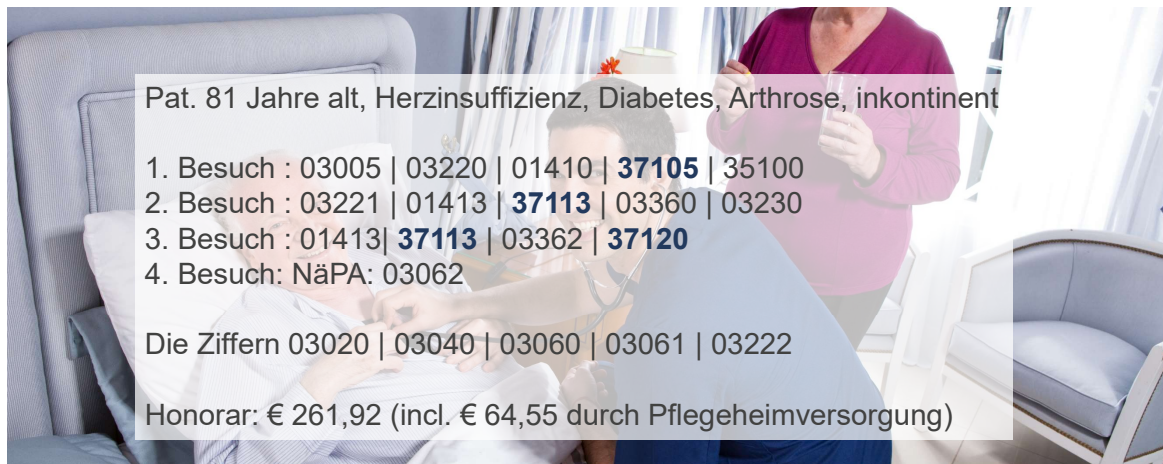 Pat. 81 Jahre alt, Herzinsuffizienz, Diabetes, Arthrose, inkontinent
1. Besuch : 03005 | 03220 | 01410 | 37105 | 35100
2. Besuch : 03221 | 01413 | 37113 | 03360 | 03230
3. Besuch : 01413| 37113 | 03362 | 37120
4. Besuch: NäPA: 03062
Die Ziffern 03020 | 03040 | 03060 | 03061 | 03222
Honorar: € 261,92 (incl. € 64,55 durch Pflegeheimversorgung)